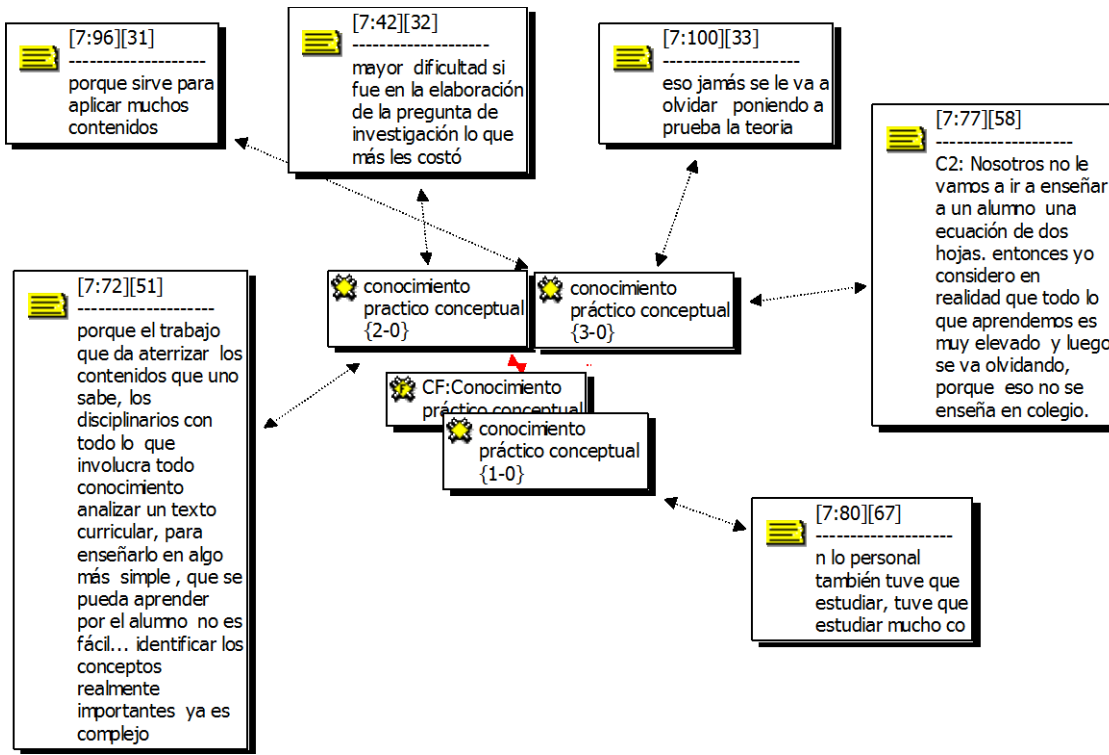 [7:96][31]
--------------------
porque sirve para
aplicar muchos
contenidos
[7:42][32]
--------------------
mayor dificultad si
fue en la elaboración
de la pregunta de
investigación lo que
más les costó
[7:100][33]
--------------------
eso jamás se le va a
olvidar poniendo a
prueba la teoria
[7:77][58]
--------------------
C2: Nosotros no le
vamos a ir a enseñar
a un alumno una
ecuación de dos
hojas. entonces yo
considero en
realidad que todo lo
que aprendemos es
muy elevado y luego
se va olvidando,
porque eso no se
enseña en colegio.
[7:72][51]
--------------------
porque el trabajo
que da aterrizar los
contenidos que uno
sabe, los
disciplinarios con
todo lo que
involucra todo
conocimiento
analizar un texto
curricular, para
enseñarlo en algo
más simple , que se
pueda aprender
por el alumno no es
fácil... identificar los
conceptos
realmente
importantes ya es
complejo
conocimiento
practico conceptual
{2-0}
conocimiento
práctico conceptual
{3-0}
CF:Conocimiento
práctico conceptual
conocimiento
práctico conceptual
{1-0}
[7:80][67]
--------------------
n lo personal
también tuve que
estudiar, tuve que
estudiar mucho co